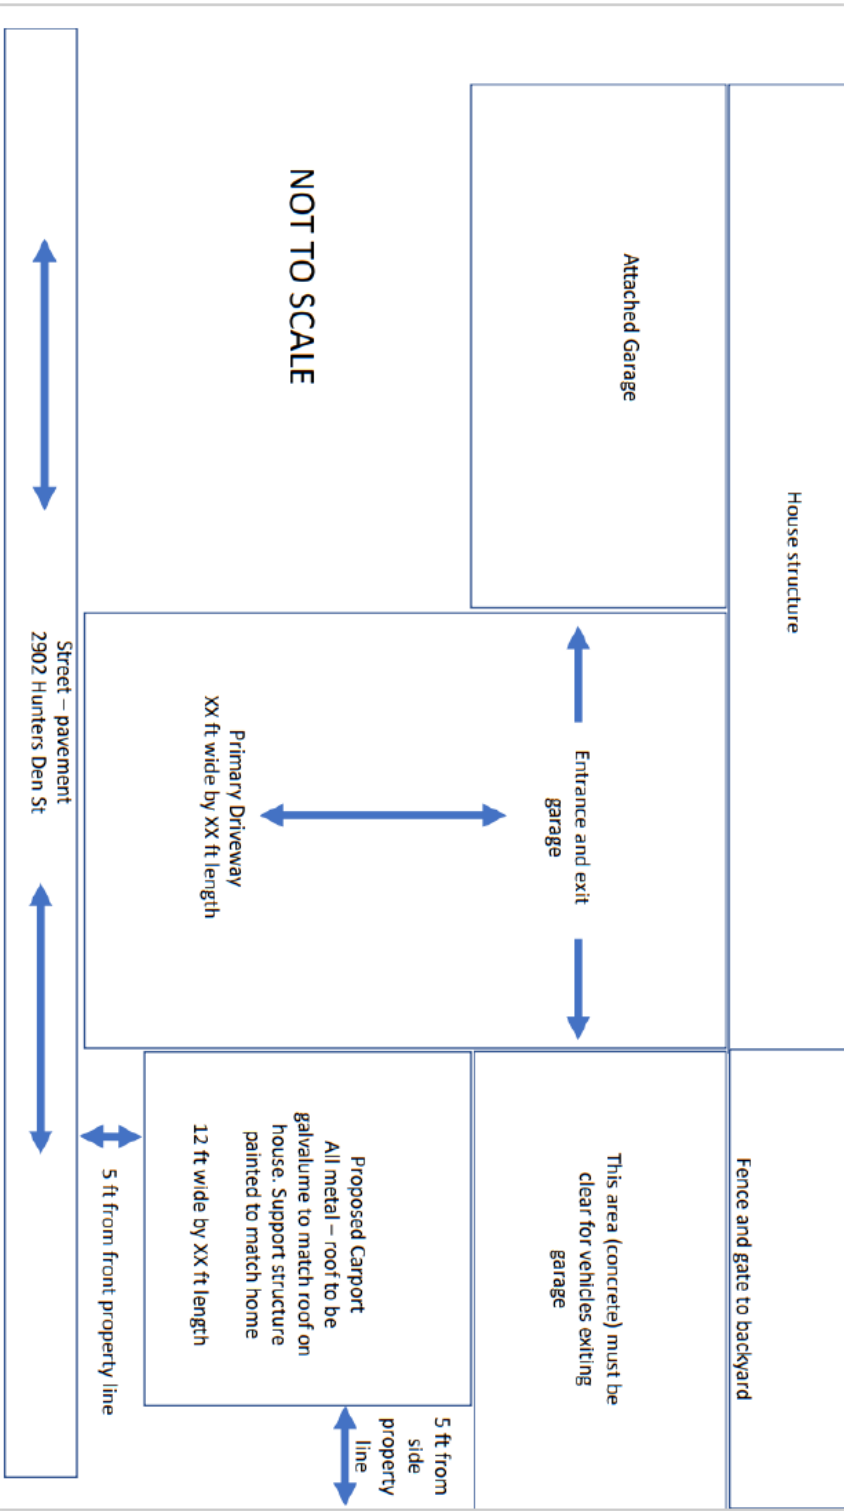 House structure
Fence and gate to backyard
Attached Garage
Entrance and exit
garage
This area (concrete) must be
clear for vehicles exiting
garage
NOT TO SCALE
Primary Driveway
XX ft wide by XX ft length
Proposed Carport
All metal – roof to be
galvalume to match roof on
house. Support structure
painted to match home
12 ft wide by XX ft length
5 ft from
side
property
line
5 ft from front property line
Street – pavement
2902 Hunters Den St